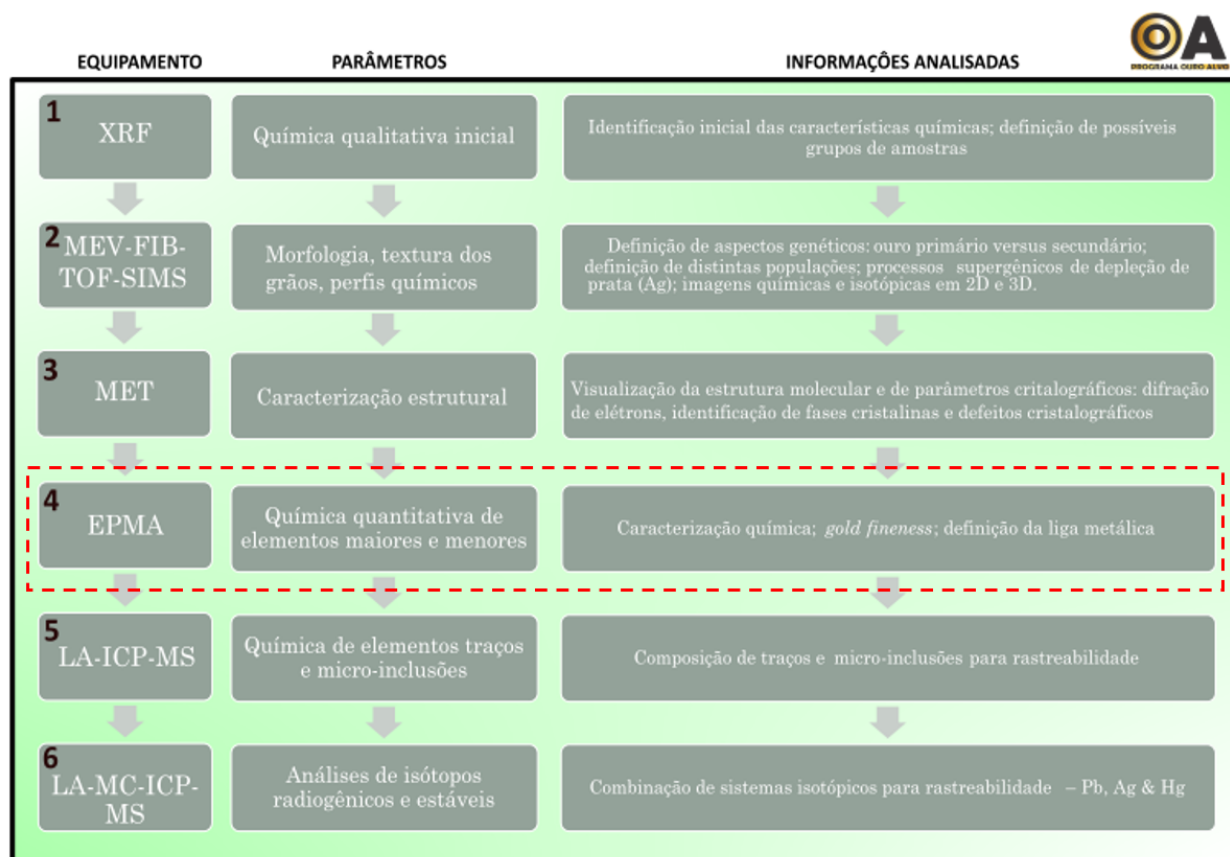 OA
PROGRAMA OURO ALVO
EQUIPAMENTO
PARÂMETROS
INFORMAÇÔES ANALISADAS
1
XRF
Química qualitativa inicial
Identificação inicial das características químicas; definição de possíveis
grupos de amostras
2
MEV-FIB-
TOF-SIMS
Morfologia, textura dos
grãos, perfis químicos
Definição de aspectos genéticos: ouro primário versus secundário;
definição de distintas populações; processos supergênicos de depleção de
prata (Ag); imagens químicas e isotópicas em 2D e 3D.
3
MET
Caracterização estrutural
Visualização da estrutura molecular e de parâmetros critalográficos: difração
de elétrons, identificação de fases cristalinas e defeitos cristalográficos
4
EPMA
Química quantitativa de
elementos maiores e menores
Caracterização química; gold fineness; definição da liga metálica
5
LA-ICP-MS
Química de elementos traços
e micro-inclusões
Composição de traços e micro-inclusões para rastreabilidade
6
LA-MC-ICP-
MS
Análises de isótopos
radiogênicos e estáveis
Combinação de sistemas isotópicos para rastreabilidade – Pb, Ag & Hg